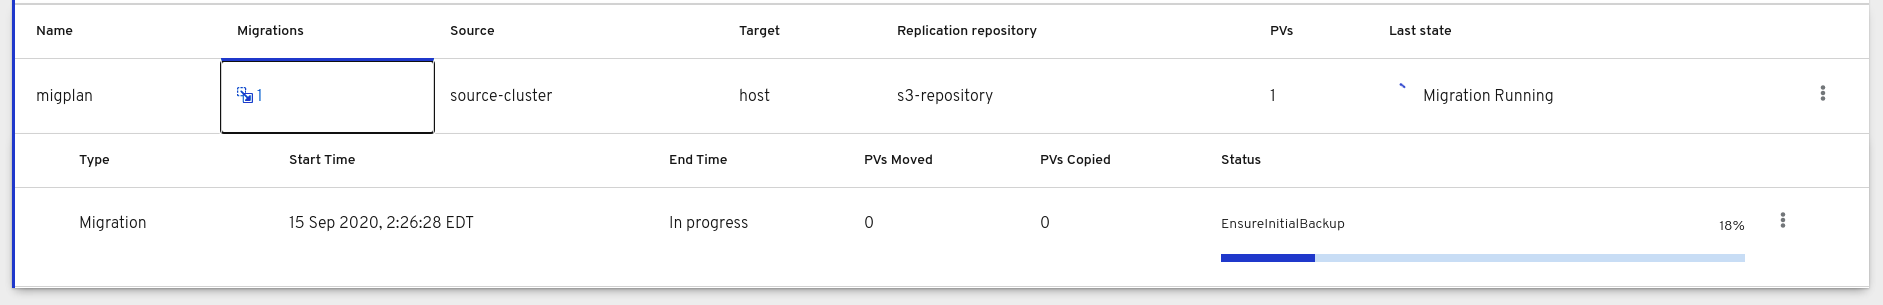 Name Migrations Source Target Replication repository PVs Last state
migplan 1 source-cluster host s3-repository 1 Migration Running
Type Start Time End Time PVs Moved PVs Copied Status
Migration 15 Sep 2020, 2:26:28 EDT In progress 0 0 EnsureInitialBackup 18%